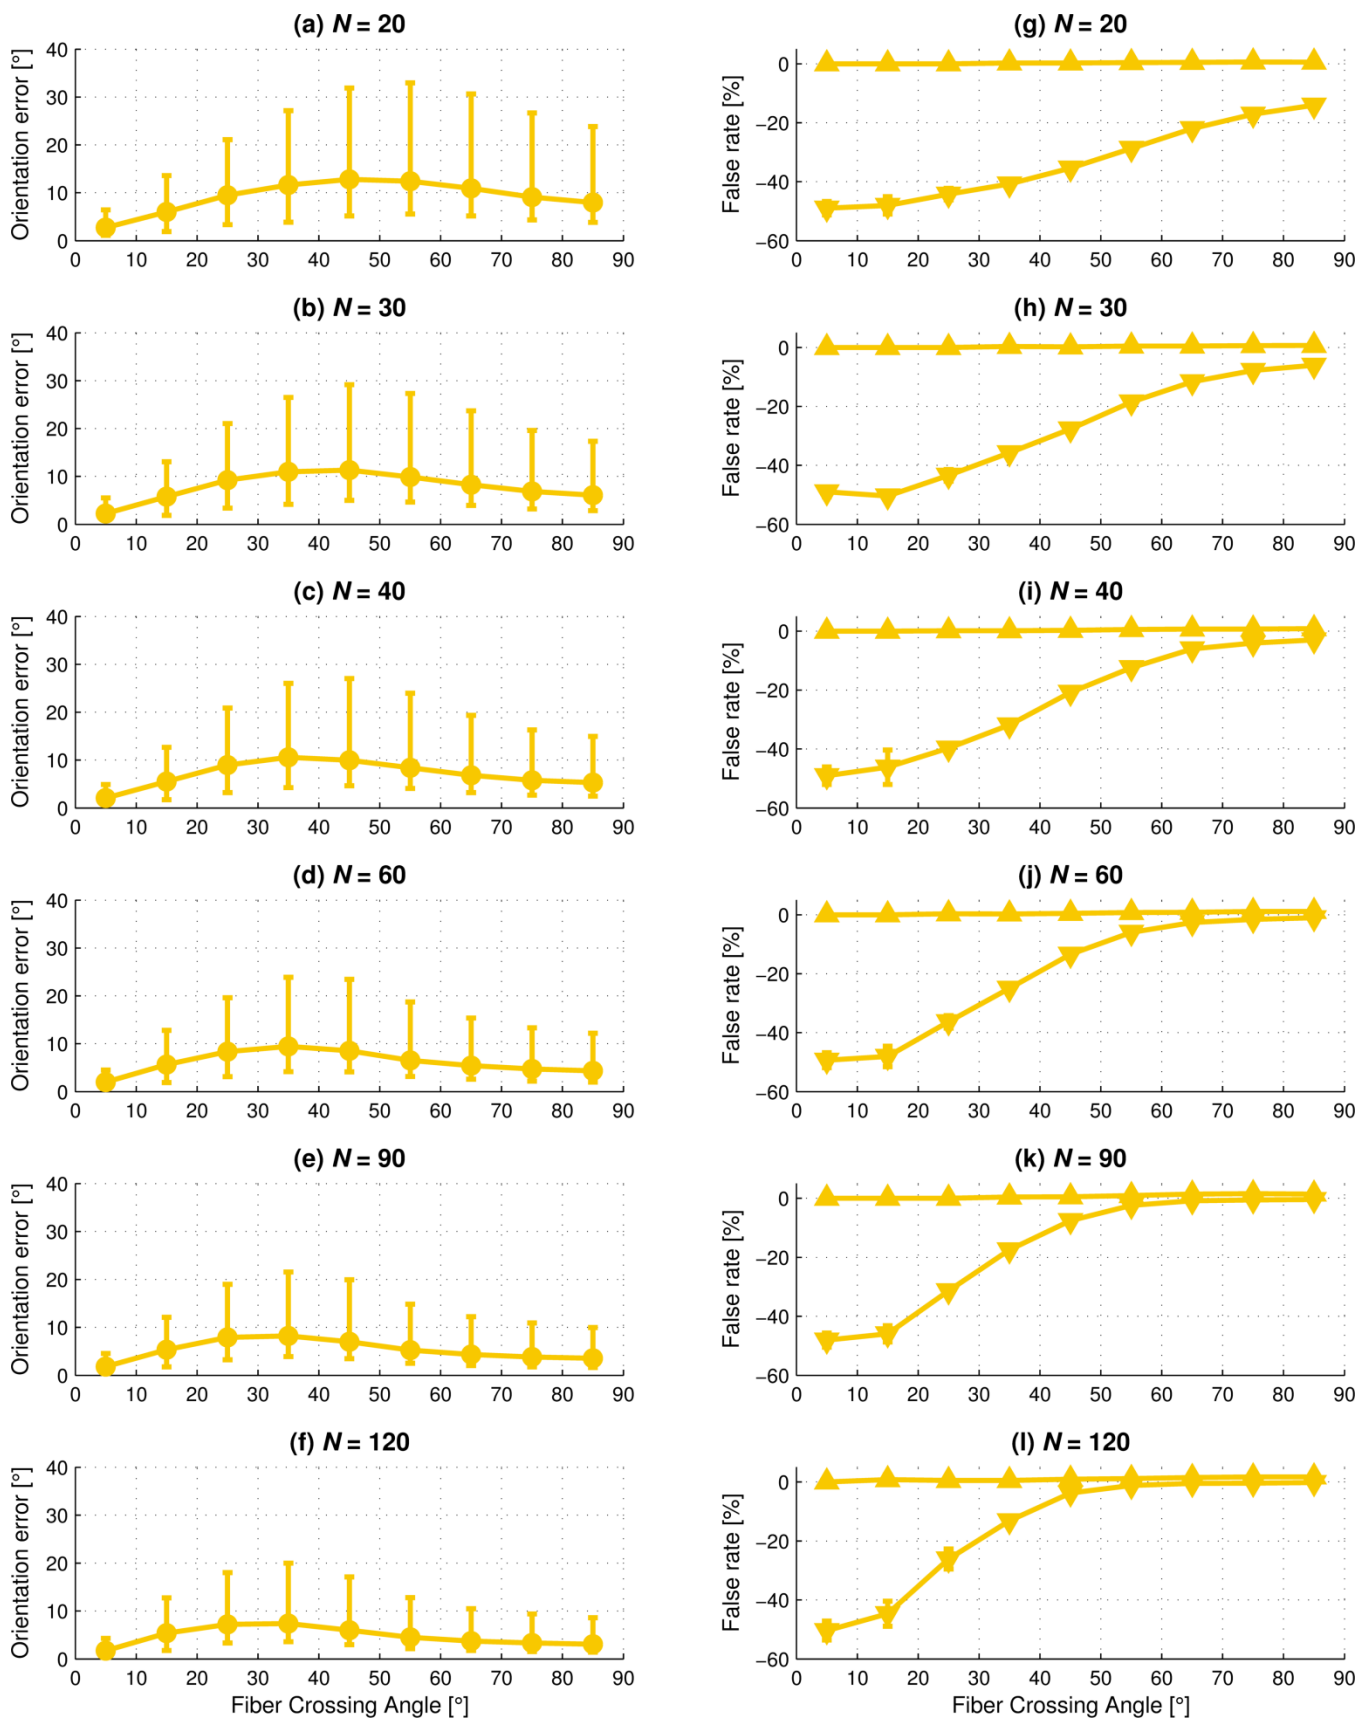 (a) N = 20
Orientation error [°]
40
30
20
10
0
0 10 20 30 40 50 60 70 80 90
(g) N = 20
False rate [%]
0
−20
−40
−60
0 10 20 30 40 50 60 70 80 90
(b) N = 30
Orientation error [°]
40
30
20
10
0
0 10 20 30 40 50 60 70 80 90
(h) N = 30
False rate [%]
0
−20
−40
−60
0 10 20 30 40 50 60 70 80 90
(c) N = 40
Orientation error [°]
40
30
20
10
0
0 10 20 30 40 50 60 70 80 90
(i) N = 40
False rate [%]
0
−20
−40
−60
0 10 20 30 40 50 60 70 80 90
(d) N = 60
Orientation error [°]
40
30
20
10
0
0 10 20 30 40 50 60 70 80 90
(j) N = 60
False rate [%]
0
−20
−40
−60
0 10 20 30 40 50 60 70 80 90
(e) N = 90
Orientation error [°]
40
30
20
10
0
0 10 20 30 40 50 60 70 80 90
(k) N = 90
False rate [%]
0
−20
−40
−60
0 10 20 30 40 50 60 70 80 90
(f) N = 120
Orientation error [°]
40
30
20
10
0
0 10 20 30 40 50 60 70 80 90
Fiber Crossing Angle [°]
(l) N = 120
False rate [%]
0
−20
−40
−60
0 10 20 30 40 50 60 70 80 90
Fiber Crossing Angle [°]